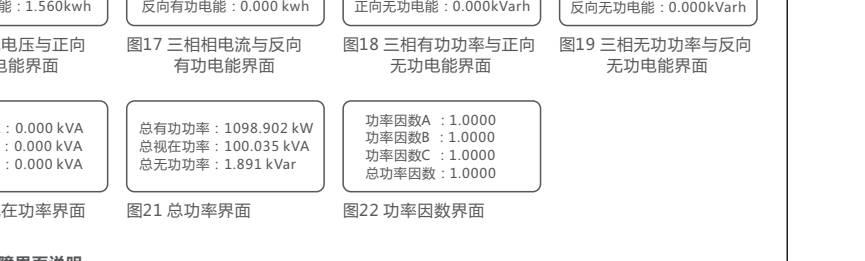 能：1.560kwh
反向有功电能：0.000 kwh
正向无功电能：0.000kVarh
反向无功电能：0.000kVarh
电压与正向
电能界面
图17 三相相电流与反向
有功电能界面
图18 三相有功功率与正向
无功电能界面
图19 三相无功功率与反向
无功电能界面
：0.000 kVA
：0.000 kVA
：0.000 kVA
总有功功率：1098.902 kW
总视在功率：100.035 kVA
总无功功率：1.891 kVar
功率因数A ：1.0000
功率因数B ：1.0000
功率因数C ：1.0000
总功率因数：1.0000
在功率界面
图21 总功率界面
图22 功率因数界面
障界面说明